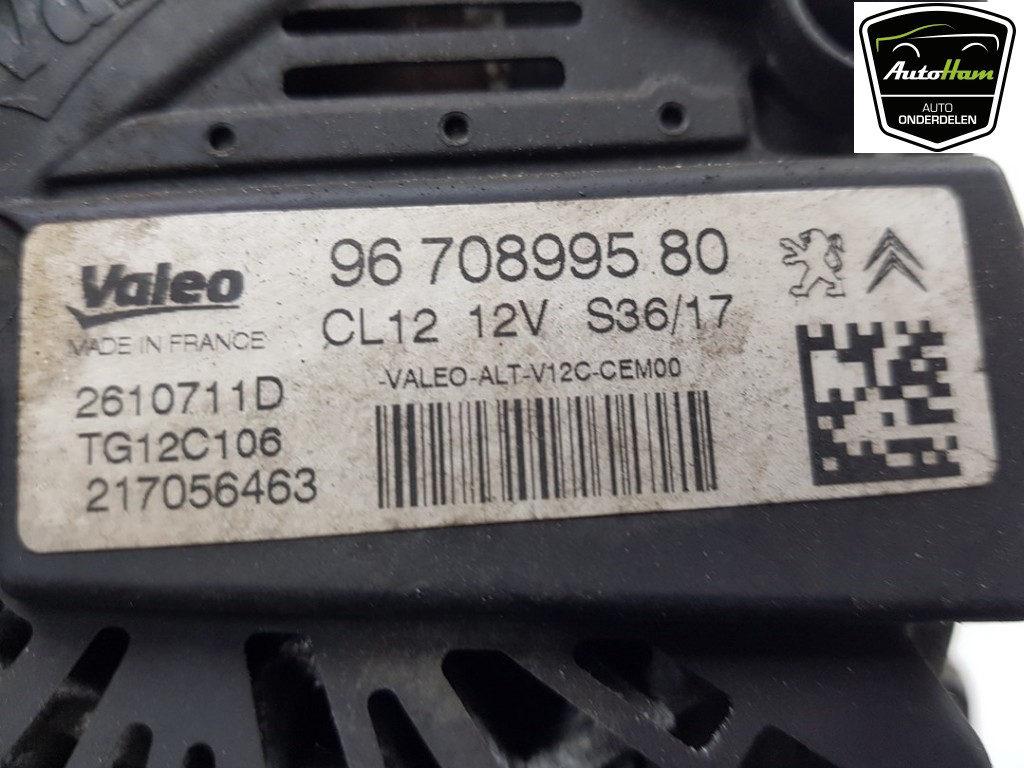 AutoHam
AUTO
ONDERDELEN
Valeo
MADE IN FRANCE
96 708995 80
CL12 12V S36/17
-VALEO-ALT-V12C-CEM00
2610711D
TG12C106
217056463